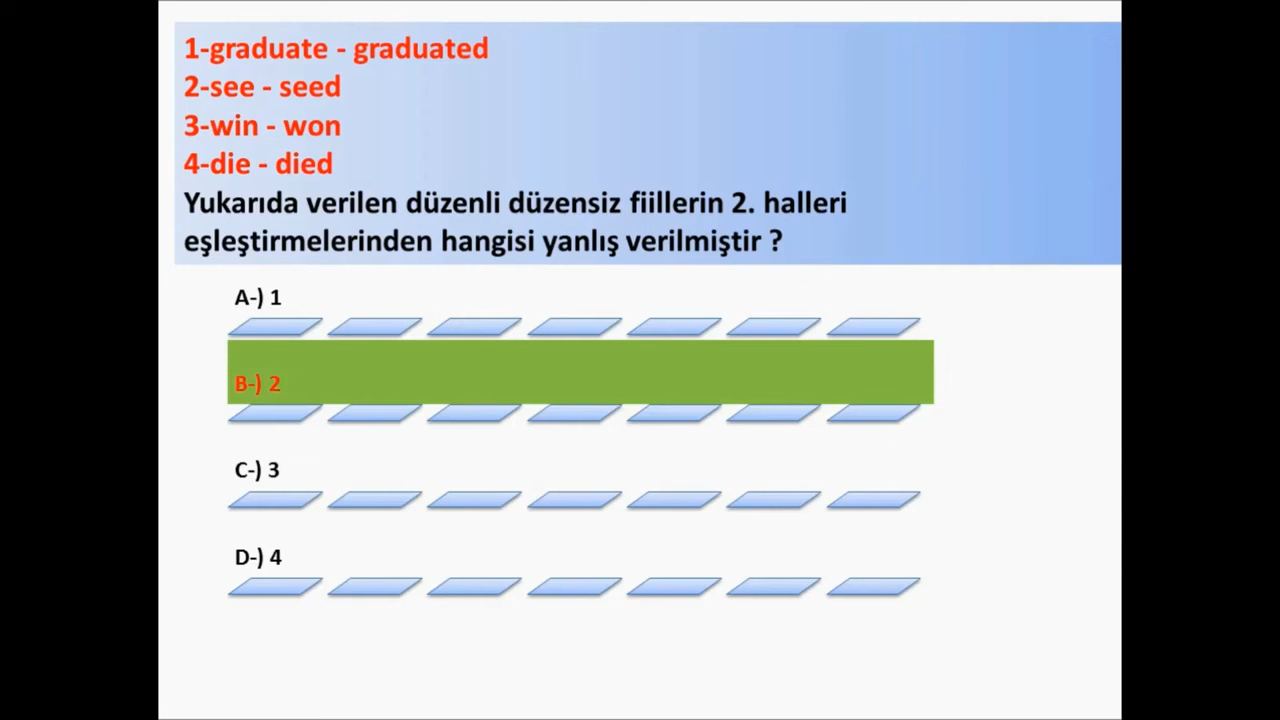 1-graduate - graduated
2-see - seed
3-win - won
4-die - died
Yukarıda verilen düzenli düzensiz fiillerin 2. halleri
eşleştirmelerinden hangisi yanlış verilmiştir ?
A-) 1
B-) 2
C-) 3
D-) 4